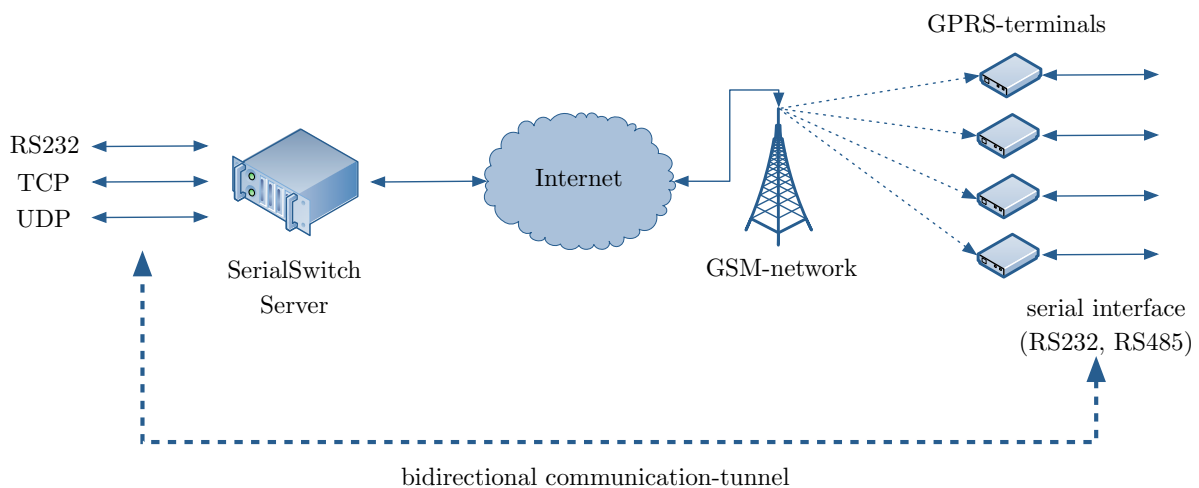 GPRS-terminals
RS232
TCP
UDP
Internet
SerialSwitch
Server
GSM-network
serial interface
(RS232, RS485)
bidirectional communication-tunnel